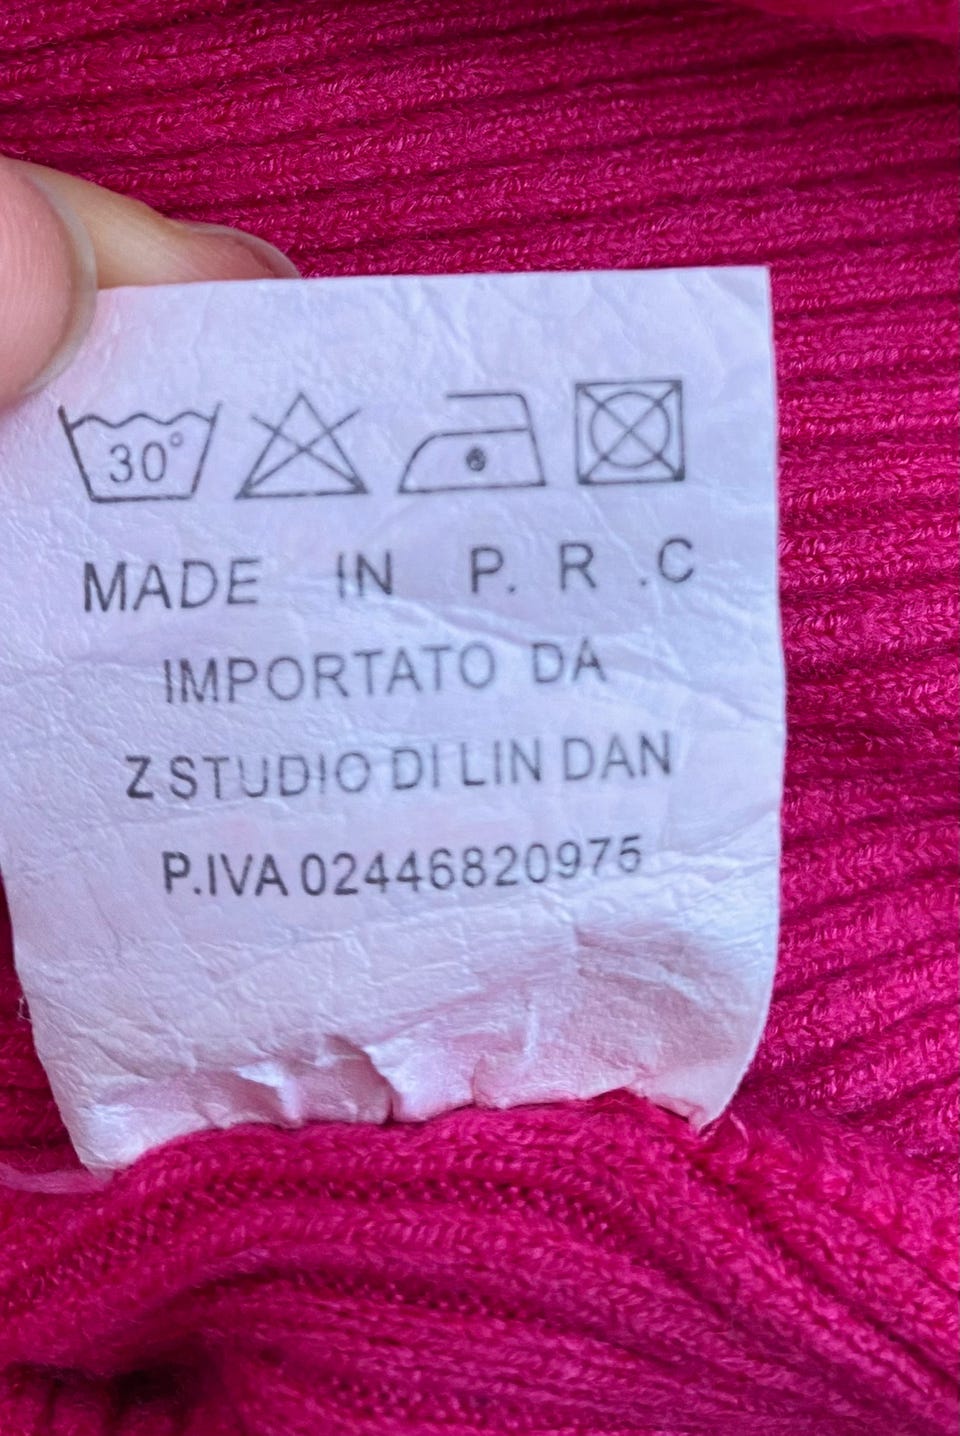 30°
MADE IN P. R .C
IMPORTATO DA
Z STUDIO DI LIN DAN
P.IVA 02446820975